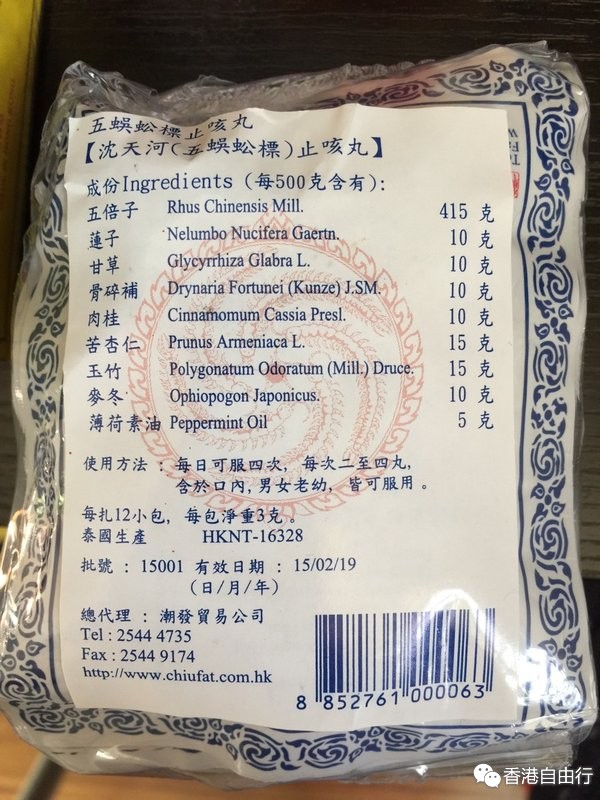 五蜈蚣標止咳丸
【沈天河(五蜈蚣標)止咳丸】
成份Ingredients (每500克含有):
五倍子 Rhus Chinensis Mill. 415 克
蓮子 Nelumbo Nucifera Gaertn. 10 克
甘草 Glycyrrhiza Glabra L. 10 克
骨碎補 Drynaria Fortunei (Kunze) J.SM. 10 克
肉桂 Cinnamomum Cassia Presl. 10 克
苦杏仁 Prunus Armeniaca L. 15 克
玉竹 Polygonatum Odoratum (Mill.) Druce. 15 克
麥冬 Ophiopogon Japonicus. 10 克
薄荷素油 Peppermint Oil 5 克
使用方法 : 每日可服四次, 每次二至四丸,
含於口內,男女老幼, 皆可服用。
每扎12小包, 每包淨重3克。
泰國生產 HKNT-16328
批號 : 15001 有效日期 : 15/02/19
(日/月/年)
總代理 : 潮發貿易公司
Tel : 2544 4735
Fax : 2544 9174
http://www.chiufat.com.hk
8 852761 000063
香港自由行